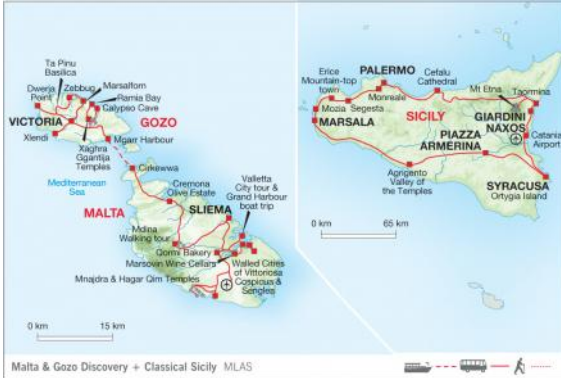 Ta Pinu
Basilica
Zebbug
Marsalforn
Ramla Bay
Calypso Cave
Dwerja
Point
VICTORIA
GOZO
Xlendi
Xaghra
Ggantija
Temples
Mgarr Harbour
Cirkewwa
Mediterranean
Sea
Cremona
Olive Estate
Valletta
City tour &
Grand Harbour
boat trip
MALTA
SLIEMA
Mdina
Walking tour
Qormi Bakery
Marsovin Wine Cellars
Walled Cities
of Vittoriosa
Cospicua &
Senglea
Mnajdra & Hagar Qim Temples
0 km
15 km
Erice
Mountain-top
town
PALERMO
Cefalu
Cathedral
Monreale
Mt Etna
Taormina
Mozia
Segesta
SICILY
GIARDINI
NAXOS
MARSALA
PIAZZA
ARMERINA
Catania
Airport
Agrigento
Valley of
the Temples
SYRACUSA
Ortygia Island
0 km
65 km
Malta & Gozo Discovery + Classical Sicily MLAS